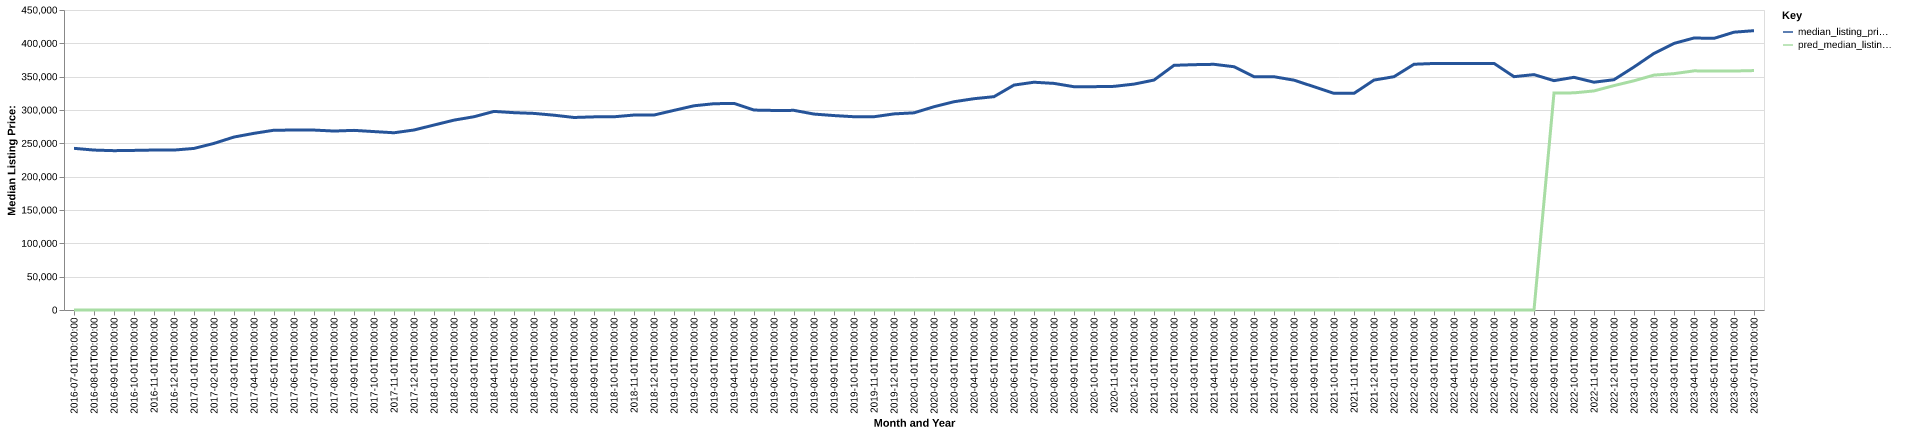 450,000
400,000
350,000
300,000
250,000
200,000
150,000
100,000
50,000
0
Median Listing Price:
2016-07-01T00:00:00
2016-08-01T00:00:00
2016-09-01T00:00:00
2016-10-01T00:00:00
2016-11-01T00:00:00
2016-12-01T00:00:00
2017-01-01T00:00:00
2017-02-01T00:00:00
2017-03-01T00:00:00
2017-04-01T00:00:00
2017-05-01T00:00:00
2017-06-01T00:00:00
2017-07-01T00:00:00
2017-08-01T00:00:00
2017-09-01T00:00:00
2017-10-01T00:00:00
2017-11-01T00:00:00
2017-12-01T00:00:00
2018-01-01T00:00:00
2018-02-01T00:00:00
2018-03-01T00:00:00
2018-04-01T00:00:00
2018-05-01T00:00:00
2018-06-01T00:00:00
2018-07-01T00:00:00
2018-08-01T00:00:00
2018-09-01T00:00:00
2018-10-01T00:00:00
2018-11-01T00:00:00
2018-12-01T00:00:00
2019-01-01T00:00:00
2019-02-01T00:00:00
2019-03-01T00:00:00
2019-04-01T00:00:00
2019-05-01T00:00:00
2019-06-01T00:00:00
2019-07-01T00:00:00
2019-08-01T00:00:00
2019-09-01T00:00:00
2019-10-01T00:00:00
2019-11-01T00:00:00
2019-12-01T00:00:00
2020-01-01T00:00:00
2020-02-01T00:00:00
2020-03-01T00:00:00
2020-04-01T00:00:00
2020-05-01T00:00:00
2020-06-01T00:00:00
2020-07-01T00:00:00
2020-08-01T00:00:00
2020-09-01T00:00:00
2020-10-01T00:00:00
2020-11-01T00:00:00
2020-12-01T00:00:00
2021-01-01T00:00:00
2021-02-01T00:00:00
2021-03-01T00:00:00
2021-04-01T00:00:00
2021-05-01T00:00:00
2021-06-01T00:00:00
2021-07-01T00:00:00
2021-08-01T00:00:00
2021-09-01T00:00:00
2021-10-01T00:00:00
2021-11-01T00:00:00
2021-12-01T00:00:00
2022-01-01T00:00:00
2022-02-01T00:00:00
2022-03-01T00:00:00
2022-04-01T00:00:00
2022-05-01T00:00:00
2022-06-01T00:00:00
2022-07-01T00:00:00
2022-08-01T00:00:00
2022-09-01T00:00:00
2022-10-01T00:00:00
2022-11-01T00:00:00
2022-12-01T00:00:00
2023-01-01T00:00:00
2023-02-01T00:00:00
2023-03-01T00:00:00
2023-04-01T00:00:00
2023-05-01T00:00:00
2023-06-01T00:00:00
2023-07-01T00:00:00
Month and Year
Key
median_listing_pri…
pred_median_listin…